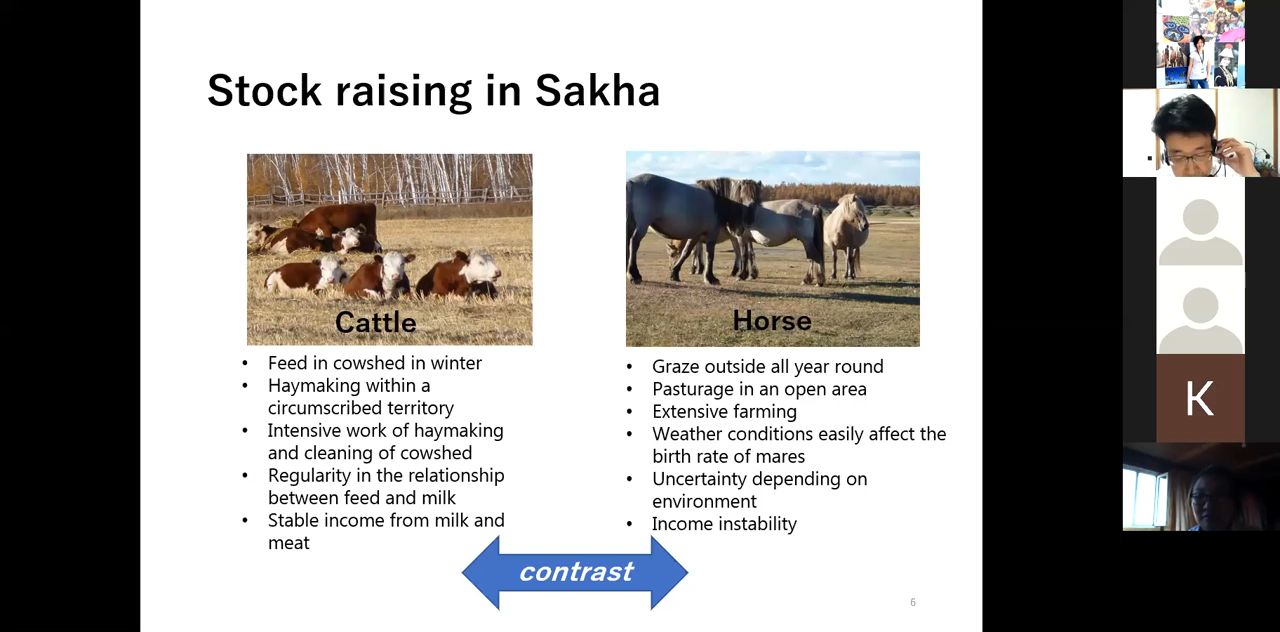 Stock raising in Sakha
Cattle
• Feed in cowshed in winter
• Haymaking within a
circumscribed territory
• Intensive work of haymaking
and cleaning of cowshed
• Regularity in the relationship
between feed and milk
• Stable income from milk and
meat
Horse
• Graze outside all year round
• Pasturage in an open area
• Extensive farming
• Weather conditions easily affect the
birth rate of mares
• Uncertainty depending on
environment
• Income instability
contrast
6
K